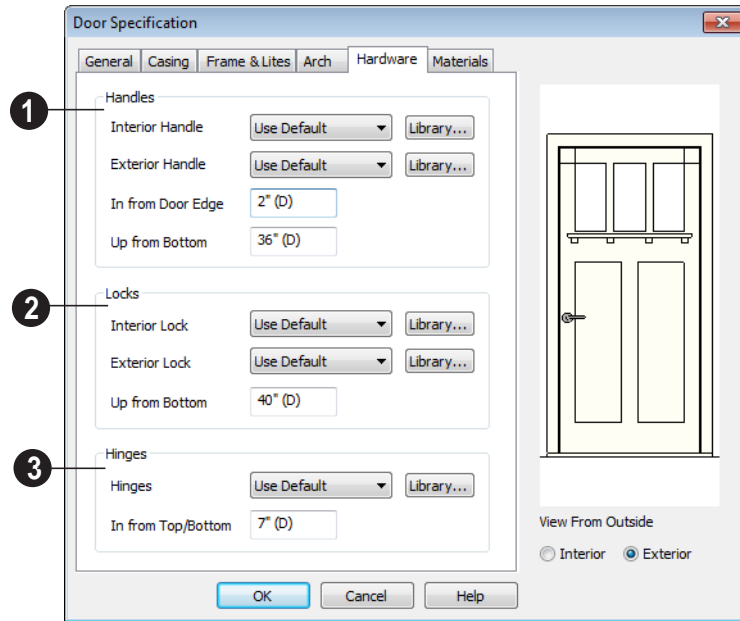 Door Specification
General Casing Frame & Lites Arch Hardware Materials
1
Handles
Interior Handle Use Default Library...
Exterior Handle Use Default Library...
In from Door Edge 2" (D)
Up from Bottom 36" (D)
2
Locks
Interior Lock Use Default Library...
Exterior Lock Use Default Library...
Up from Bottom 40" (D)
3
Hinges
Hinges Use Default Library...
In from Top/Bottom 7" (D)
View From Outside
Interior Exterior
OK Cancel Help